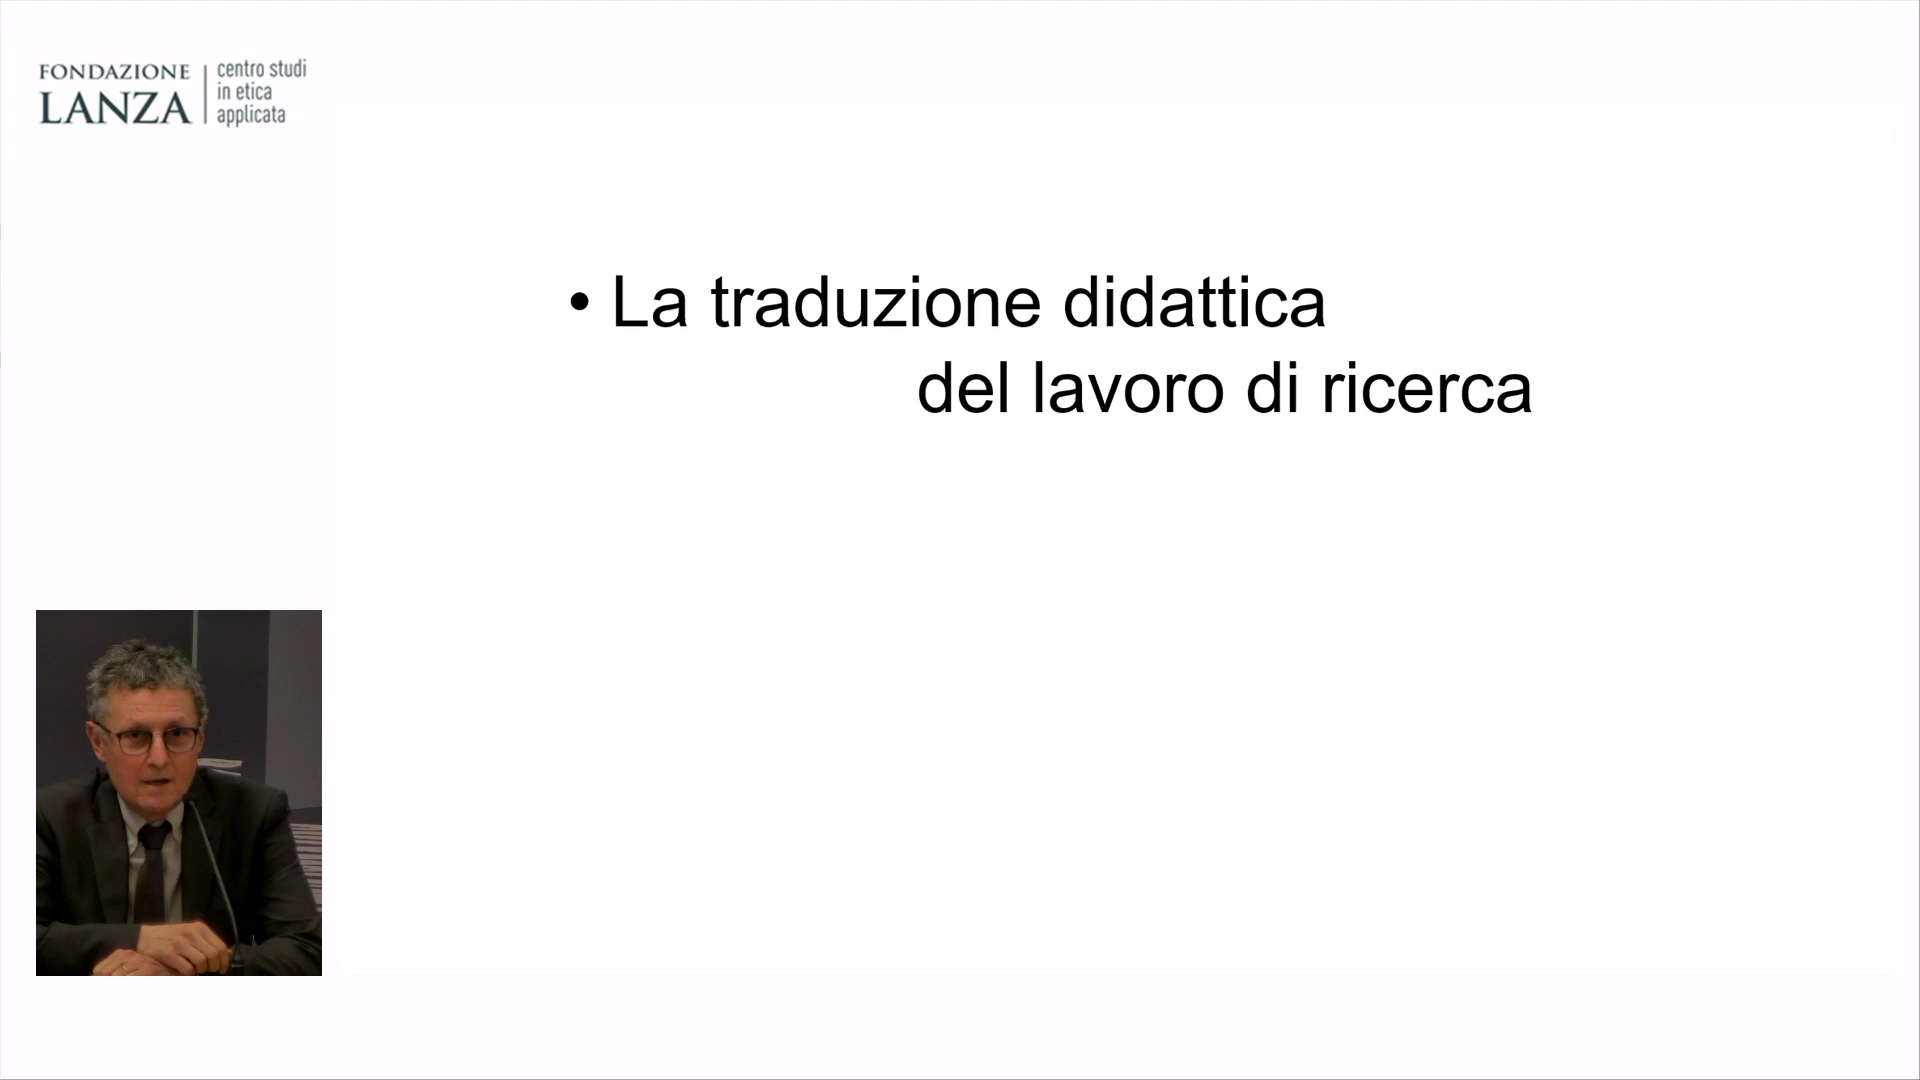 FONDAZIONE
LANZA
centro studi
in etica
applicata
• La traduzione didattica
del lavoro di ricerca